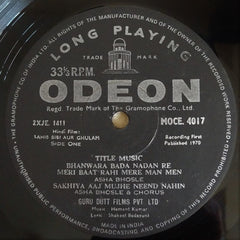 LONG PLAYING
TRADE MARK
33⅓ R.P.M.
ODEON
Regd. Trade Mark of The Gramophone Co., Ltd.
2XJE. 1611
MOCE. 4017
Hindi Film:
SAHIB BIBI AUR GHULAM
SIDE ONE
Recording First
Published 1970
TITLE MUSIC
BHANWARA BADA NADAN RE
MERI BAAT RAHI MERE MAN MEN
ASHA BHOSLE
SAKHIYA AAJ MUJHE NEEND NAHIN
ASHA BHOSLE & CHORUS
GURU DUTT FILMS PVT LTD
Music: Hemant Kumar
Lyric: Shakeel Badayuni
MADE IN INDIA